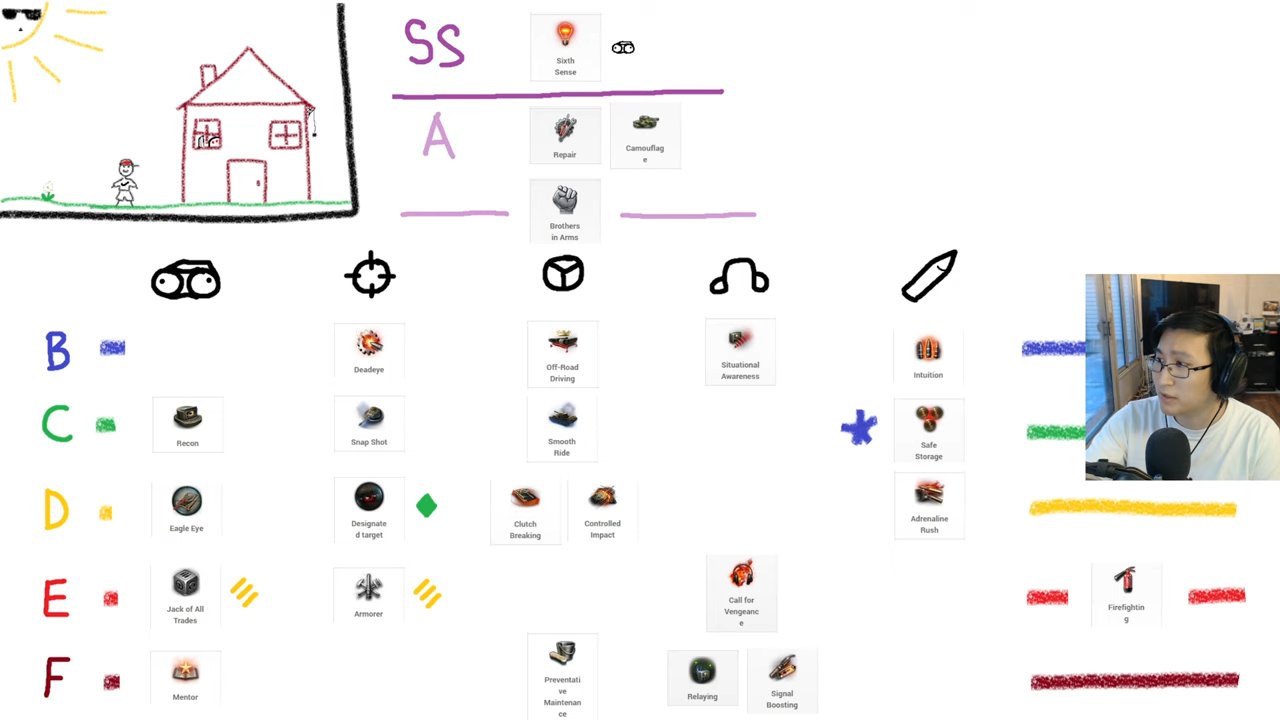 SS
Sixth
Sense
A
Repair
Camouflag
e
Brothers
in Arms
B
Deadeye
Off-Road
Driving
Situational
Awareness
Intuition
C
Recon
Snap Shot
Smooth
Ride
Safe
Storage
D
Eagle Eye
Designate
d target
Clutch
Breaking
Controlled
Impact
Adrenaline
Rush
E
Jack of All
Trades
Armorer
Call for
Vengeanc
e
Firefightin
g
F
Mentor
Preventati
ve
Maintenan
ce
Relaying
Signal
Boosting